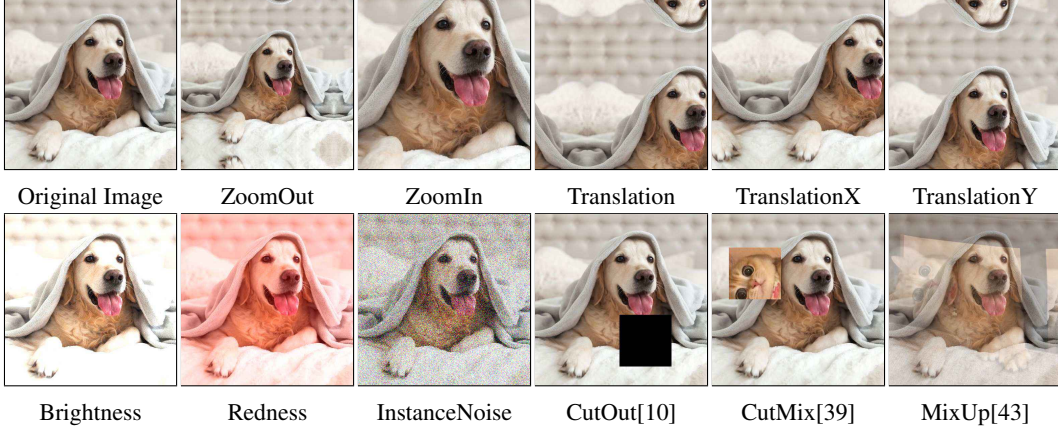 Original Image ZoomOut ZoomIn Translation TranslationX TranslationY
Brightness Redness InstanceNoise CutOut[10] CutMix[39] MixUp[43]